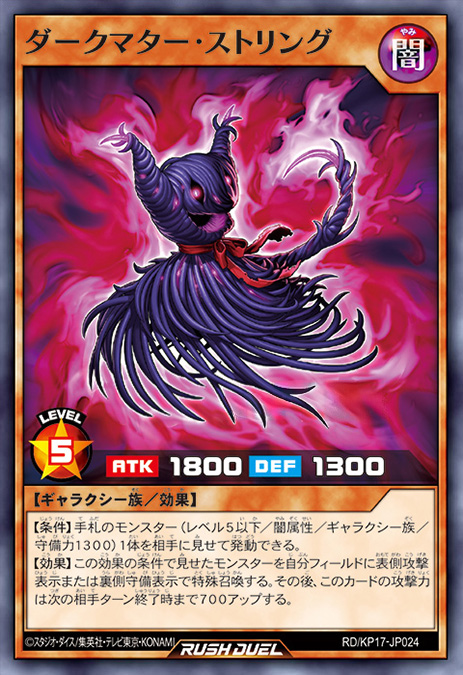 ダークマター・ストリング
やみ
闇
LEVEL
5
ATK 1800 DEF 1300
【ギャラクシー族／効果】
【条件】手札のモンスター（レベル5以下／闇属性／ギャラクシー族／
守備力1300）1体を相手に見せて発動できる。
【効果】この効果の条件で見せたモンスターを自分フィールドに表側攻撃
表示または裏側守備表示で特殊召喚する。その後、このカードの攻撃力
は次の相手ターン終了時まで700アップする。
©スタジオ・ダイス/集英社・テレビ東京・KONAMI
RUSH DUEL
RD/KP17-JP024